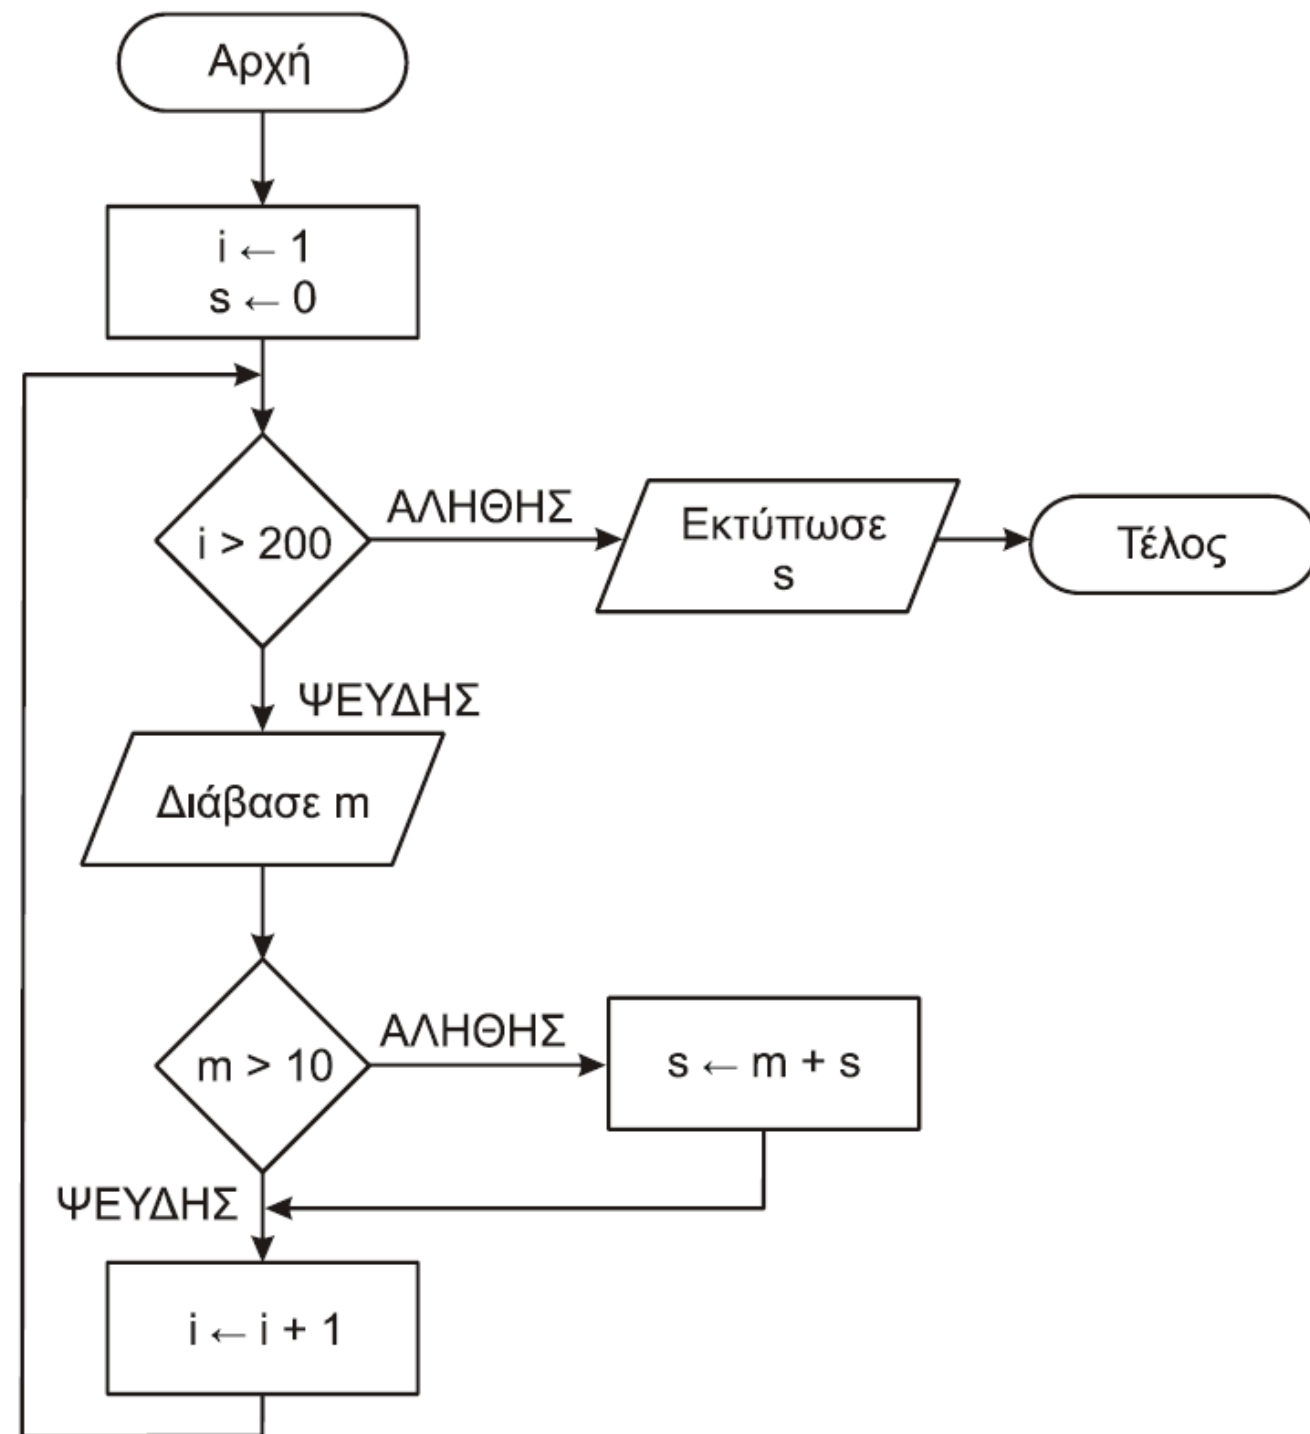 Αρχή
i ← 1
s ← 0
i > 200
ΑΛΗΘΗΣ
Εκτύπωσε
s
Τέλος
ΨΕΥΔΗΣ
Διάβασε m
m > 10
ΑΛΗΘΗΣ
s ← m + s
ΨΕΥΔΗΣ
i ← i + 1